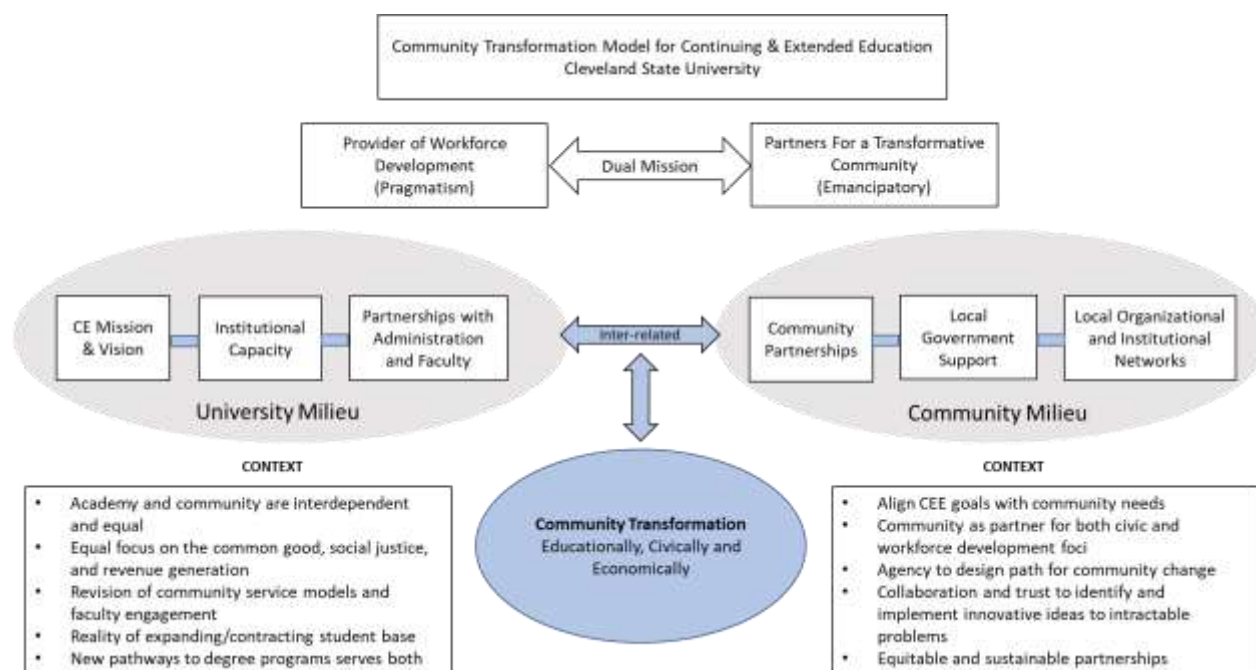 Community Transformation Model for Continuing & Extended Education
Cleveland State University
Provider of Workforce
Development
(Pragmatism)
Dual Mission
Partners For a Transformative
Community
(Emancipatory)
CE Mission
& Vision
Institutional
Capacity
Partnerships with
Administration
and Faculty
University Milieu
Inter-related
Community
Partnerships
Local
Government
Support
Local Organizational
and Institutional
Networks
Community Milieu
CONTEXT
• Academy and community are interdependent
and equal
• Equal focus on the common good, social justice,
and revenue generation
• Revision of community service models and
faculty engagement
• Reality of expanding/contracting student base
• New pathways to degree programs serves both
Community Transformation
Educationally, Civically and
Economically
CONTEXT
• Align CEE goals with community needs
• Community as partner for both civic and
workforce development foci
• Agency to design path for community change
• Collaboration and trust to identify and
implement innovative ideas to intractable
problems
• Equitable and sustainable partnerships